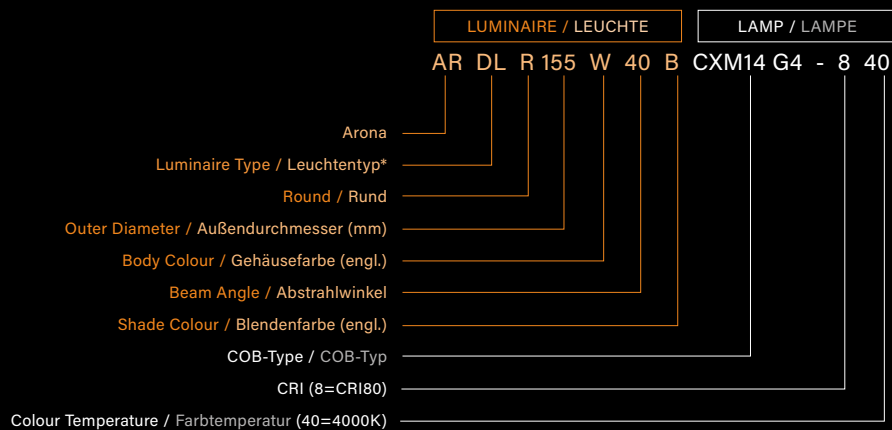 LUMINAIRE / LEUCHTE LAMP / LAMPE
AR DL R 155 W 40 B CXM14 G4 - 8 40
Arona
Luminaire Type / Leuchtentyp*
Round / Rund
Outer Diameter / Außendurchmesser (mm)
Body Colour / Gehäusefarbe (engl.)
Beam Angle / Abstrahlwinkel
Shade Colour / Blendenfarbe (engl.)
COB-Type / COB-Typ
CRI (8=CRI80)
Colour Temperature / Farbtemperatur (40=4000K)